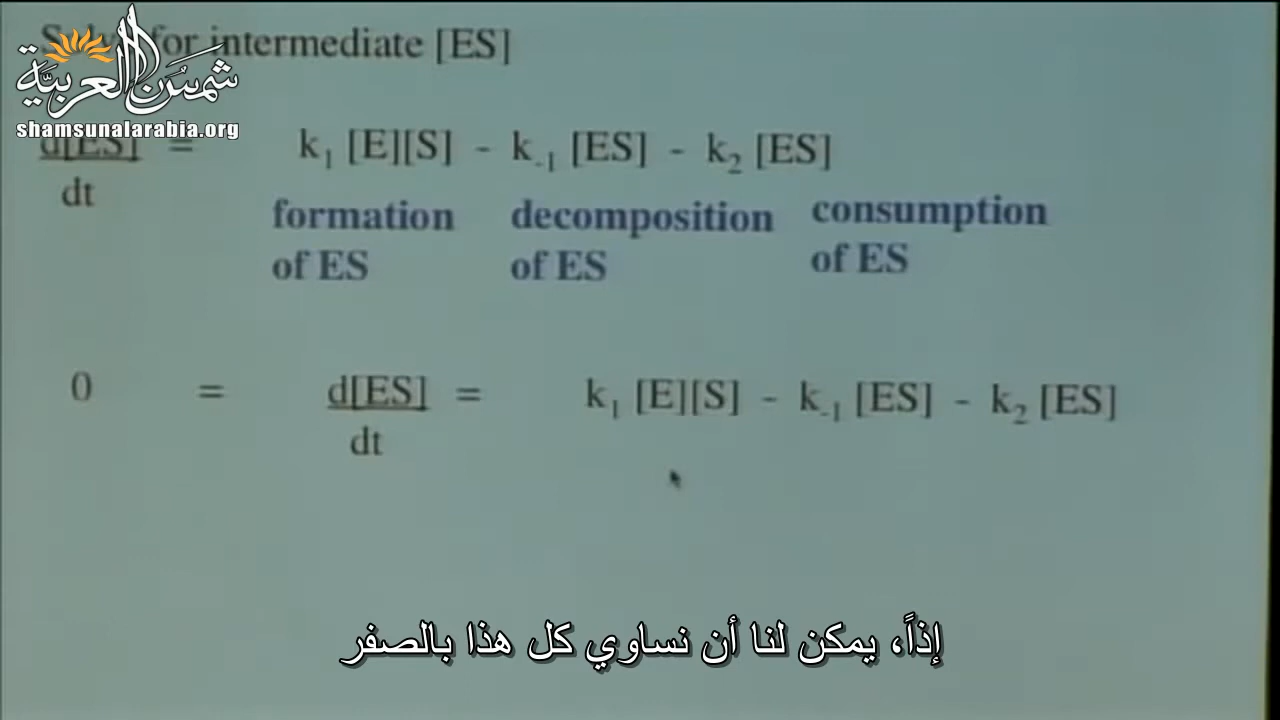 for intermediate [ES]
شمس العربية
shamsunalarabia.org
d[ES] = k₁ [E][S] - k₋₁ [ES] - k₂ [ES]
dt
formation decomposition consumption
of ES of ES of ES
0 = d[ES] = k₁ [E][S] - k₋₁ [ES] - k₂ [ES]
dt
إذاً، يمكن لنا أن نساوي كل هذا بالصفر